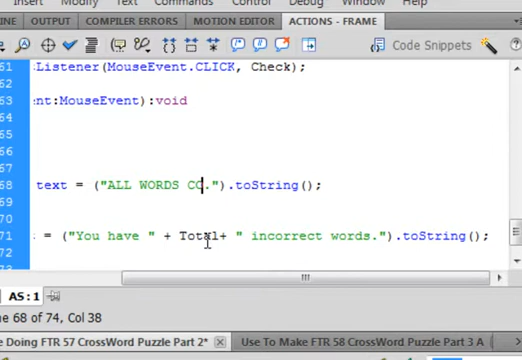 Insert Modify Text Commands Control Debug Window Help
OUTPUT COMPILER ERRORS MOTION EDITOR ACTIONS - FRAME
Code Snippets
61 Listener(MouseEvent.CLICK, Check);
62
63 ent:MouseEvent):void
64
65
66
67
68 text = ("ALL WORDS CO.").toString();
69
70
71 = ("You have " + Total+ " incorrect words.").toString();
72
73
AS : 1
ne 68 of 74, Col 38
e Doing FTR 57 CrossWord Puzzle Part 2*
Use To Make FTR 58 CrossWord Puzzle Part 3 A